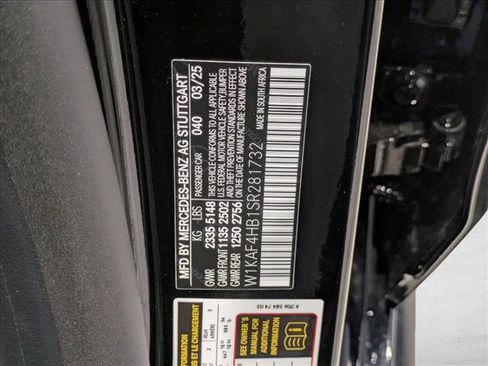 MFD BY MERCEDES-BENZ AG STUTTGART
KG LBS PASSENGER CAR 040 03/25
GVWR 2335 5148 THIS VEHICLE CONFORMS TO ALL APPLICABLE
GAWR FRONT 1135 2502 U.S. FEDERAL MOTOR VEHICLE SAFETY, BUMPER
GAWR REAR 1250 2756 AND THEFT PREVENTION STANDARDS IN EFFECT
ON THE DATE OF MANUFACTURE SHOWN ABOVE
W1KAF4HB1SR281732 MADE IN SOUTH AFRICA
A 206 584 74 03
REAR 3
ARRIÈRE
SEE OWNER'S
MANUAL FOR
ADDITIONAL
INFORMATION